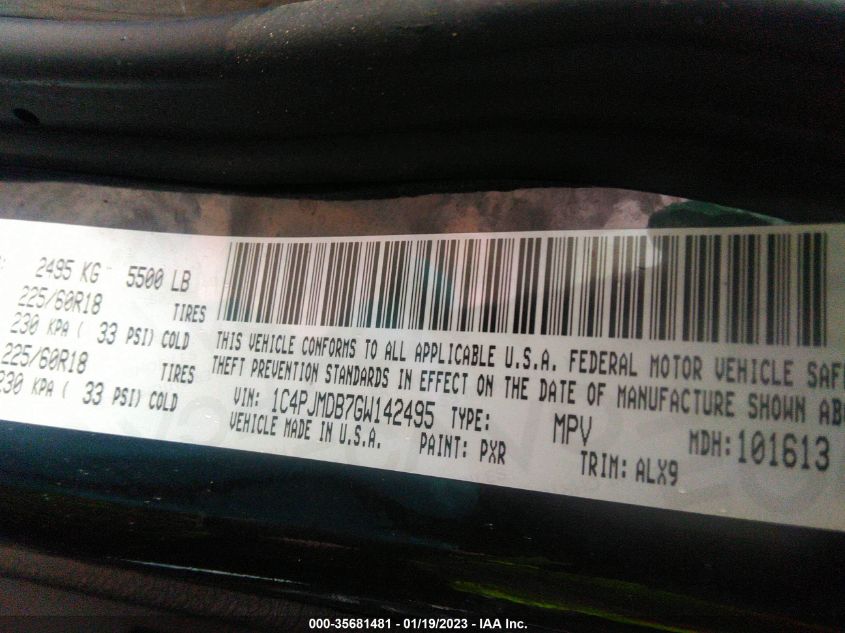 2495 KG 5500 LB
225/60R18 TIRES
230 KPA ( 33 PSI) COLD
225/60R18 TIRES
230 KPA ( 33 PSI) COLD
THIS VEHICLE CONFORMS TO ALL APPLICABLE U.S.A. FEDERAL MOTOR VEHICLE SAF
THEFT PREVENTION STANDARDS IN EFFECT ON THE DATE OF MANUFACTURE SHOWN ABO
VIN: 1C4PJMDB7GW142495 TYPE: MPV MDH:101613
VEHICLE MADE IN U.S.A. PAINT: PXR TRIM: ALX9
000-35681481 - 01/19/2023 - IAA Inc.